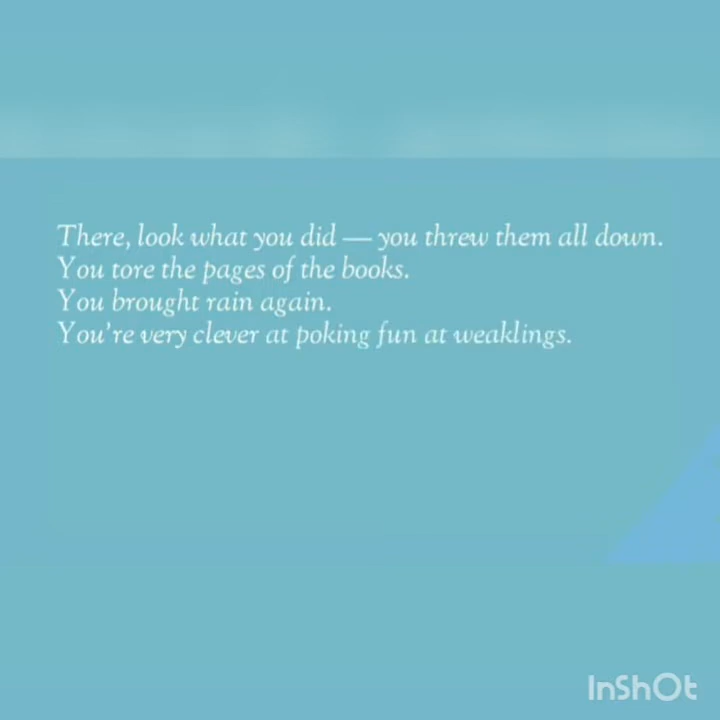 There, look what you did — you threw them all down.
You tore the pages of the books.
You brought rain again.
You're very clever at poking fun at weaklings.
InShOt